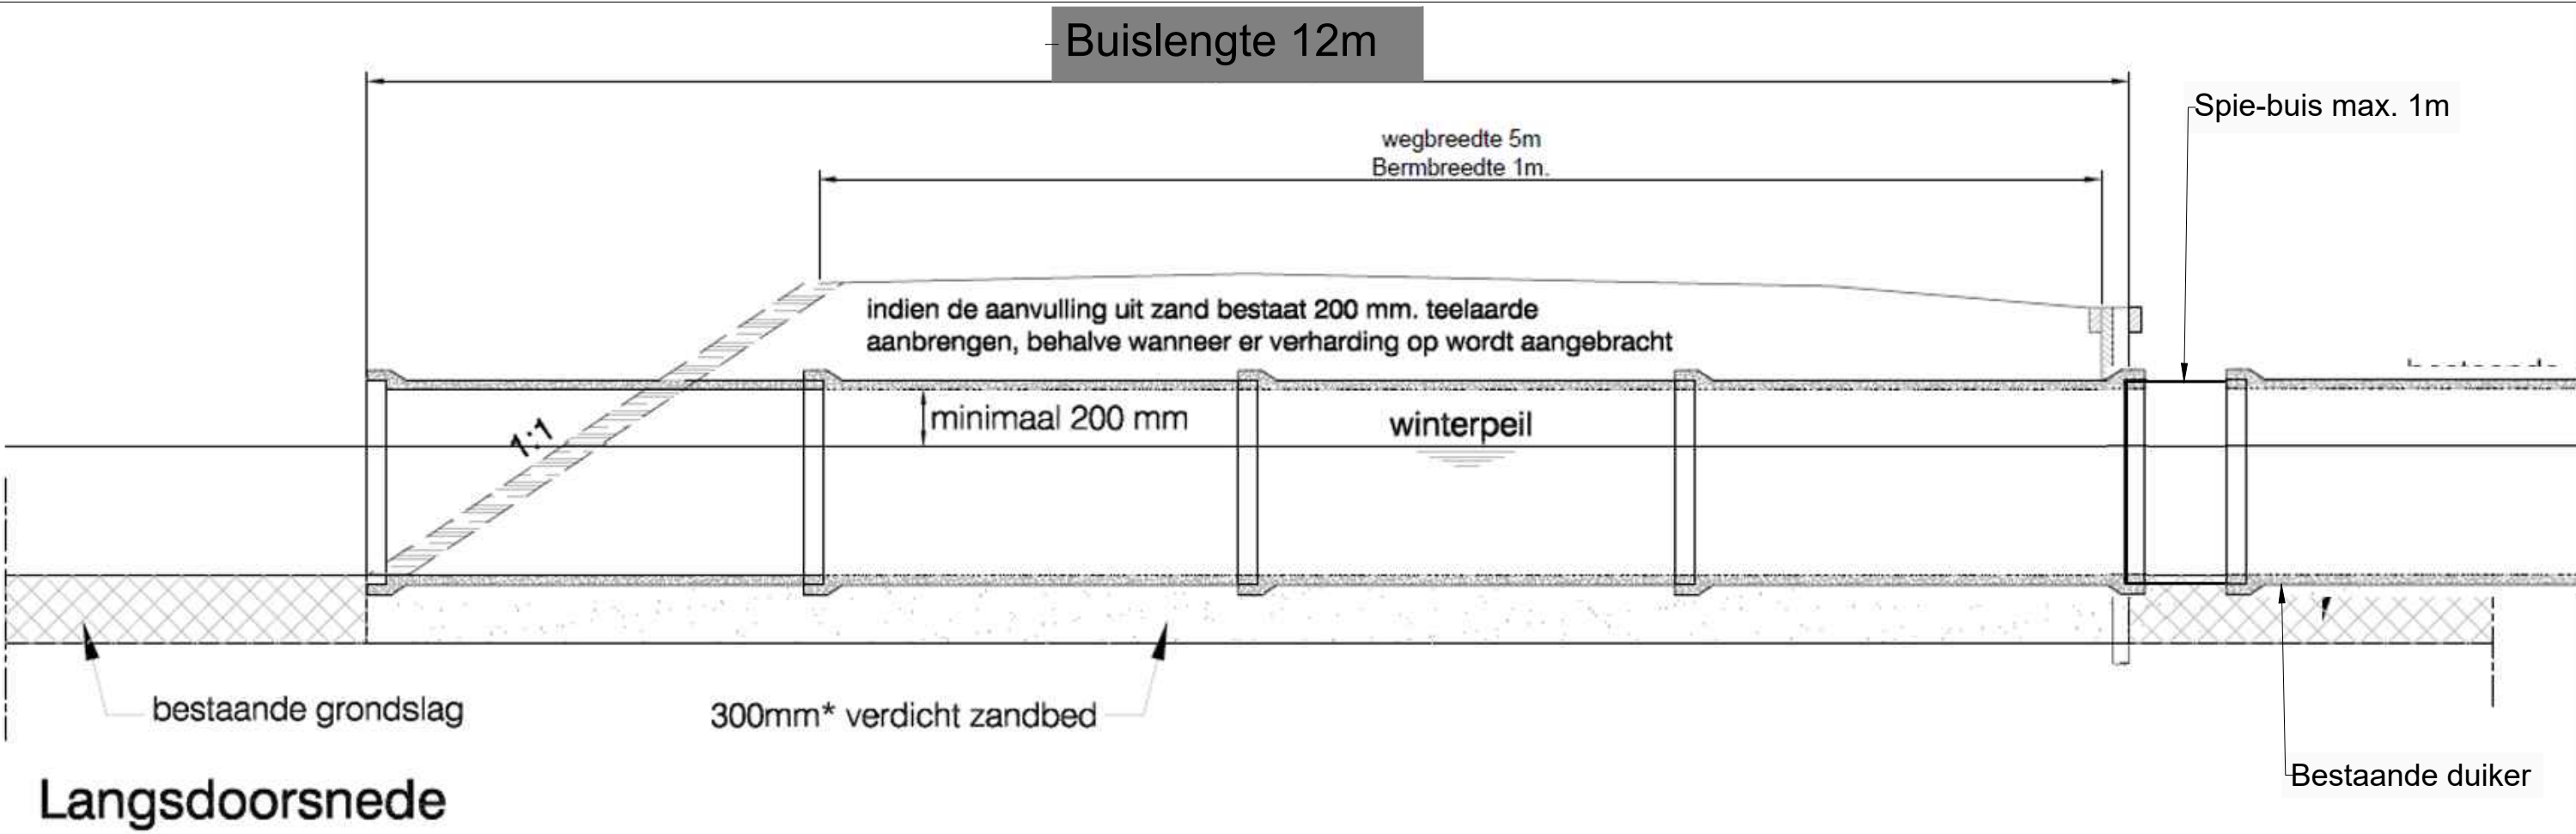 Buislengte 12m
Spie-buis max. 1m
wegbreedte 5m
Bermbreedte 1m.
indien de aanvulling uit zand bestaat 200 mm. teelaarde
aanbrengen, behalve wanneer er verharding op wordt aangebracht
minimaal 200 mm
winterpeil
1:1
bestaande grondslag
300mm* verdicht zandbed
Bestaande duiker
Langsdoorsnede